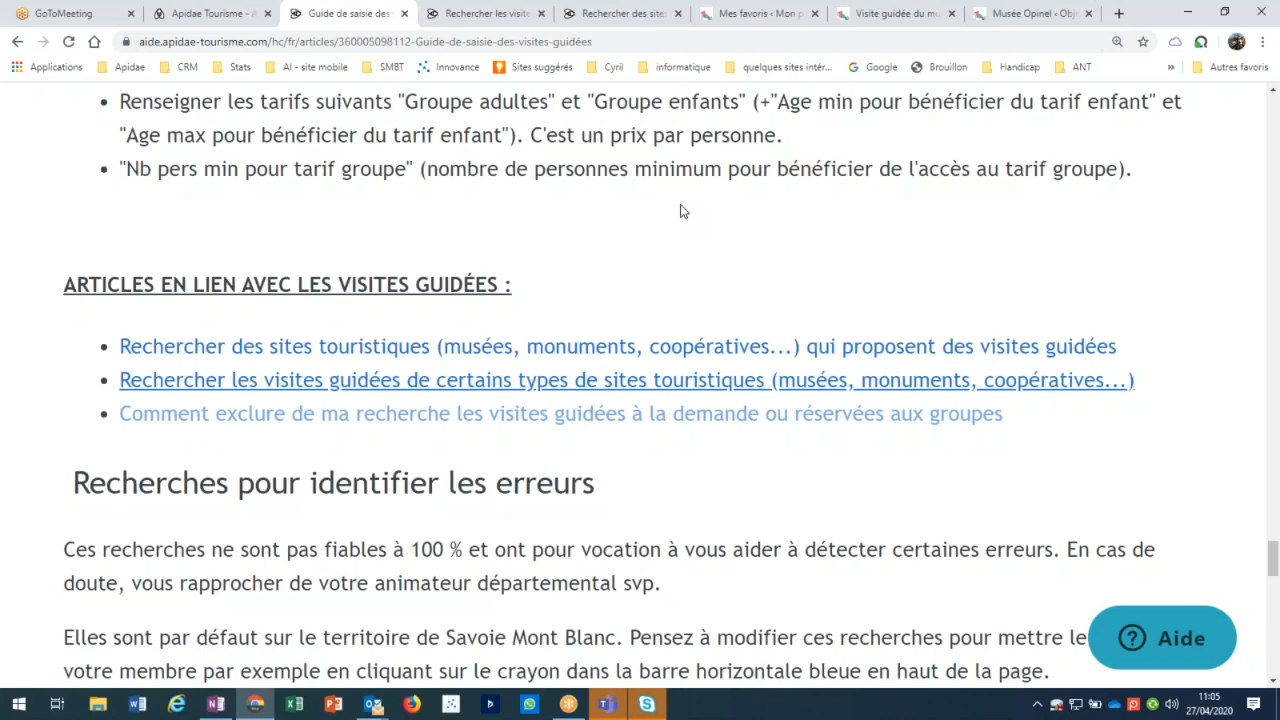 GoToMeeting
Apidae Tourisme - A
Guide de saisie des
Rechercher les visite
Rechercher des sites
Mes favoris ‹ Mon p
Visite guidée du mu
Musée Opinel ‹ Obj
aide.apidae-tourisme.com/hc/fr/articles/360005098112-Guide-de-saisie-des-visites-guidées
Applications
Apidae
CRM
Stats
AI - site mobile
SMBT
Innovance
Sites suggérés
Cyril
informatique
quelques sites intér...
Google
Brouillon
Handicap
ANT
»
Autres favoris
• Renseigner les tarifs suivants "Groupe adultes" et "Groupe enfants" (+"Age min pour bénéficier du tarif enfant" et
"Age max pour bénéficier du tarif enfant"). C'est un prix par personne.
• "Nb pers min pour tarif groupe" (nombre de personnes minimum pour bénéficier de l'accès au tarif groupe).
ARTICLES EN LIEN AVEC LES VISITES GUIDÉES :
• Rechercher des sites touristiques (musées, monuments, coopératives...) qui proposent des visites guidées
• Rechercher les visites guidées de certains types de sites touristiques (musées, monuments, coopératives...)
• Comment exclure de ma recherche les visites guidées à la demande ou réservées aux groupes
Recherches pour identifier les erreurs
Ces recherches ne sont pas fiables à 100 % et ont pour vocation à vous aider à détecter certaines erreurs. En cas de
doute, vous rapprocher de votre animateur départemental svp.
Elles sont par défaut sur le territoire de Savoie Mont Blanc. Pensez à modifier ces recherches pour mettre le
votre membre par exemple en cliquant sur le crayon dans la barre horizontale bleue en haut de la page.
Aide
11:05
27/04/2020